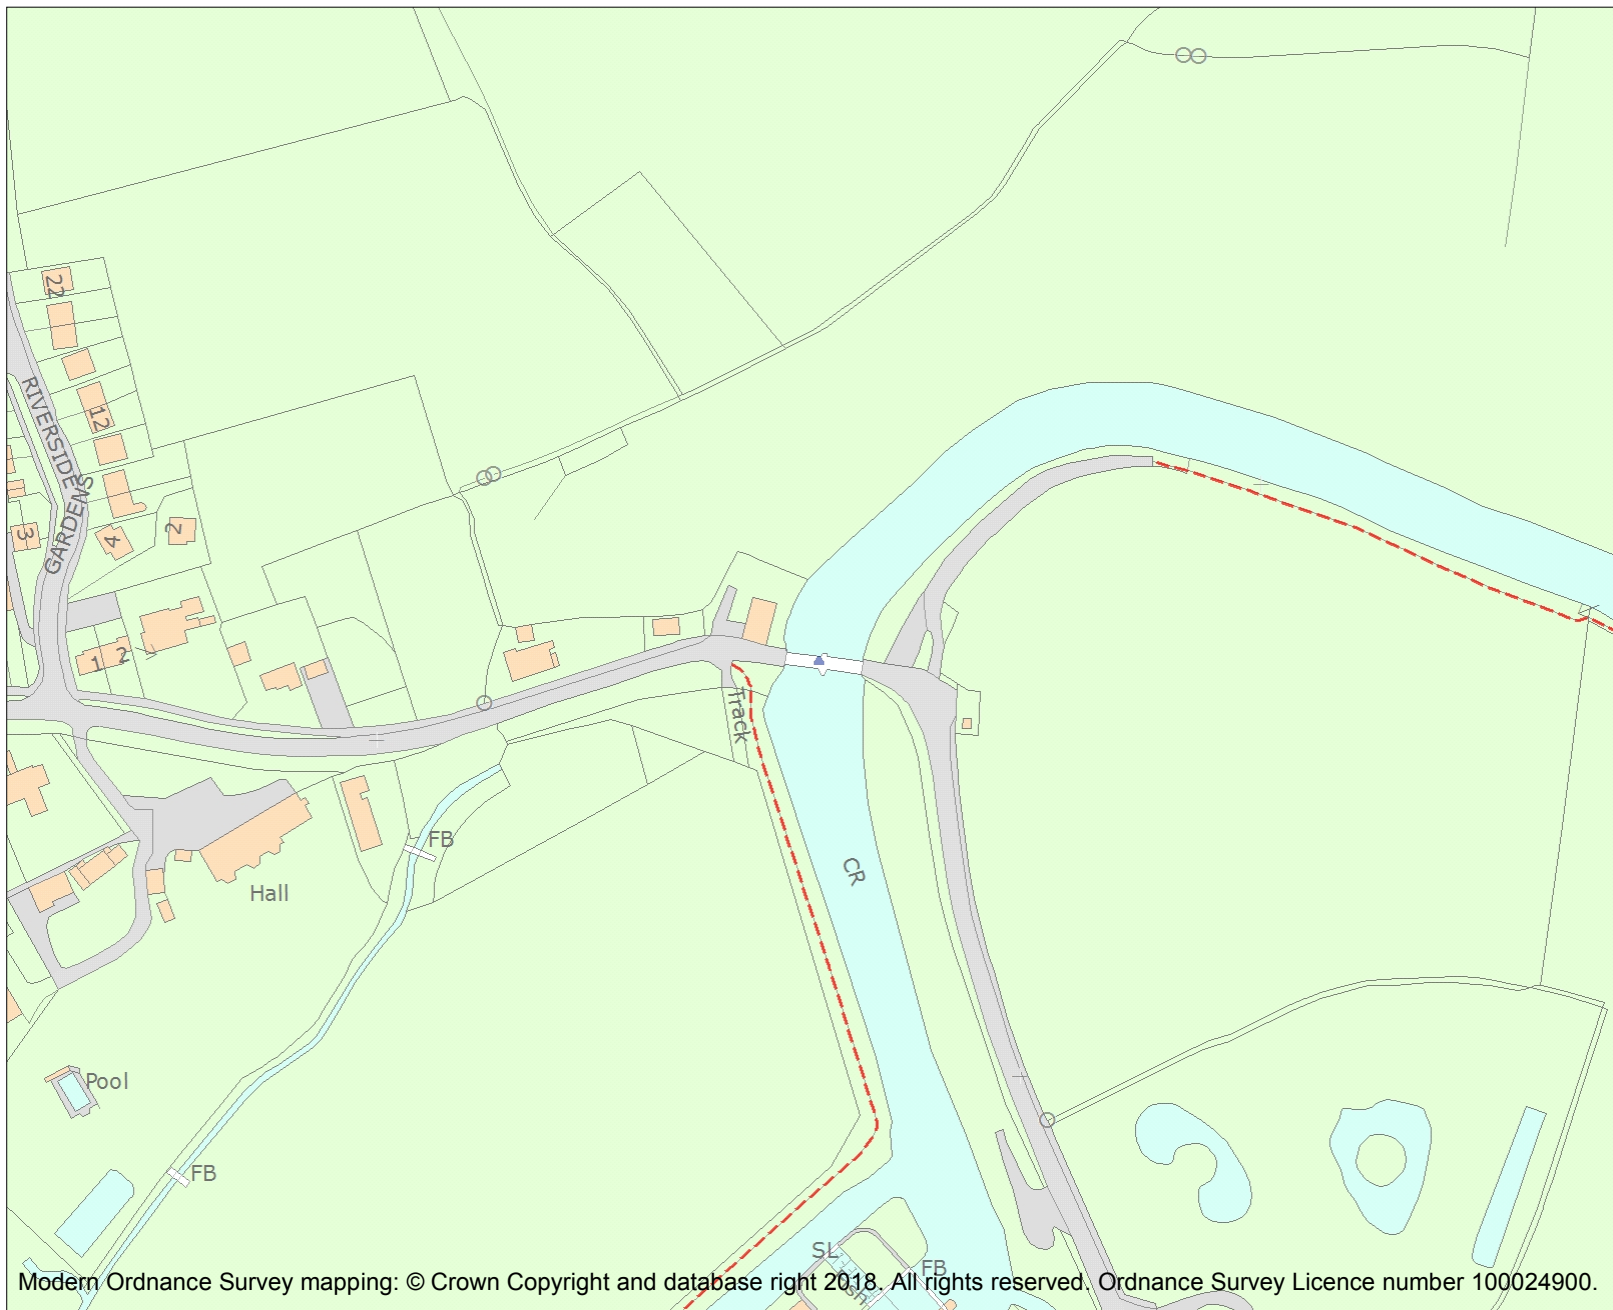 22
RIVERSIDE
GARDENS
12
3
4
2
1
2
Track
FB
CR
Hall
Pool
FB
SL
FB
Modern Ordnance Survey mapping: © Crown Copyright and database right 2018. All rights reserved. Ordnance Survey Licence number 100024900.